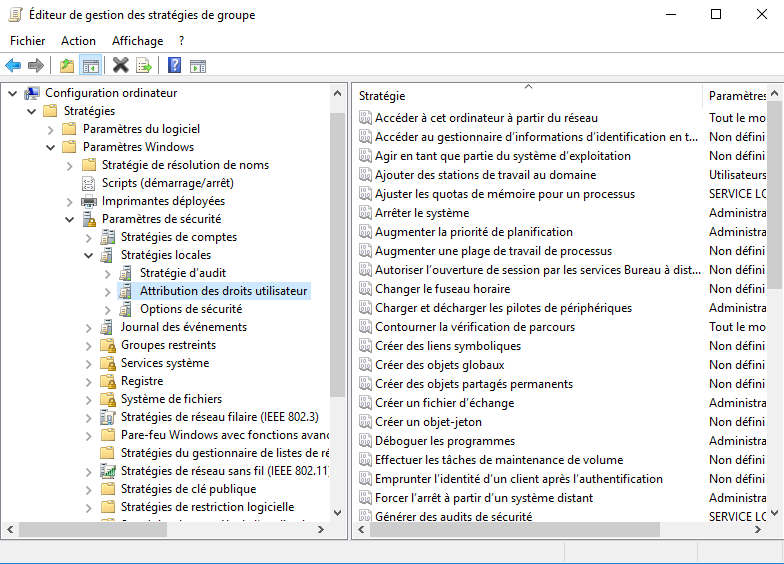 Éditeur de gestion des stratégies de groupe
Fichier Action Affichage ?
Configuration ordinateur
Stratégies
Paramètres du logiciel
Paramètres Windows
Stratégie de résolution de noms
Scripts (démarrage/arrêt)
Imprimantes déployées
Paramètres de sécurité
Stratégies de comptes
Stratégies locales
Stratégie d'audit
Attribution des droits utilisateur
Options de sécurité
Journal des événements
Groupes restreints
Services système
Registre
Système de fichiers
Stratégies de réseau filaire (IEEE 802.3)
Pare-feu Windows avec fonctions avanc
Stratégies du gestionnaire de listes de ré
Stratégies de réseau sans fil (IEEE 802.11)
Stratégies de clé publique
Stratégies de restriction logicielle
Stratégie Paramètres
Accéder à cet ordinateur à partir du réseau Tout le mo
Accéder au gestionnaire d'informations d'identification en t... Non défini
Agir en tant que partie du système d'exploitation Non défini
Ajouter des stations de travail au domaine Utilisateurs
Ajuster les quotas de mémoire pour un processus SERVICE LO
Arrêter le système Administra
Augmenter la priorité de planification Administra
Augmenter une plage de travail de processus Non défini
Autoriser l'ouverture de session par les services Bureau à dist... Non défini
Changer le fuseau horaire Non défini
Charger et décharger les pilotes de périphériques Administra
Contourner la vérification de parcours Tout le mo
Créer des liens symboliques Non défini
Créer des objets globaux Non défini
Créer des objets partagés permanents Non défini
Créer un fichier d'échange Administra
Créer un objet-jeton Non défini
Déboguer les programmes Administra
Effectuer les tâches de maintenance de volume Non défini
Emprunter l'identité d'un client après l'authentification Non défini
Forcer l'arrêt à partir d'un système distant Administra
Générer des audits de sécurité SERVICE LO